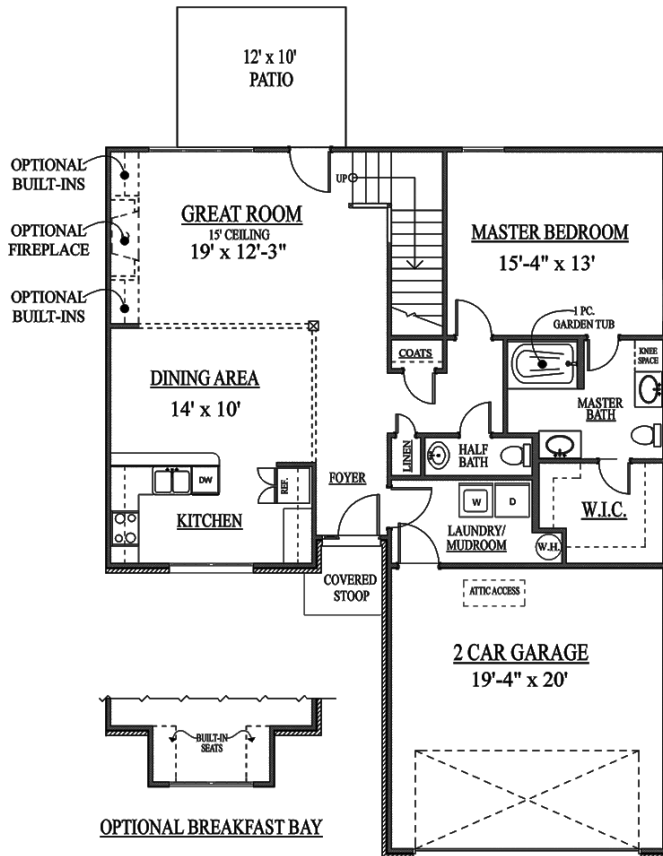 12' x 10'
PATIO
OPTIONAL
BUILT-INS
OPTIONAL
FIREPLACE
OPTIONAL
BUILT-INS
GREAT ROOM
15' CEILING
19' x 12'-3"
UP
MASTER BEDROOM
15'-4" x 13'
1 PC.
GARDEN TUB
KNEE
SPACE
COATS
DINING AREA
14' x 10'
MASTER
BATH
LINEN
HALF
BATH
FOYER
DW
REF.
KITCHEN
W
D
LAUNDRY/
MUDROOM
W.I.C.
W.H.
COVERED
STOOP
ATTIC ACCESS
2 CAR GARAGE
19'-4" x 20'
BUILT-IN
SEATS
OPTIONAL BREAKFAST BAY